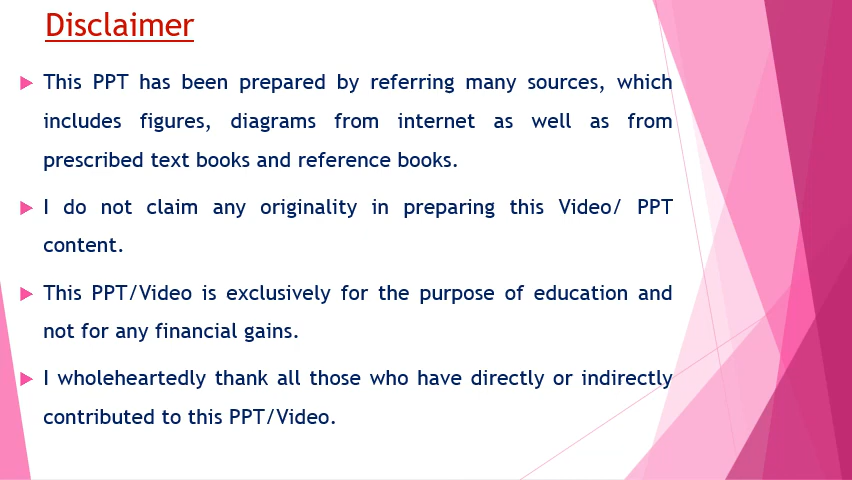 Disclaimer
This PPT has been prepared by referring many sources, which
includes figures, diagrams from internet as well as from
prescribed text books and reference books.
I do not claim any originality in preparing this Video/ PPT
content.
This PPT/Video is exclusively for the purpose of education and
not for any financial gains.
I wholeheartedly thank all those who have directly or indirectly
contributed to this PPT/Video.